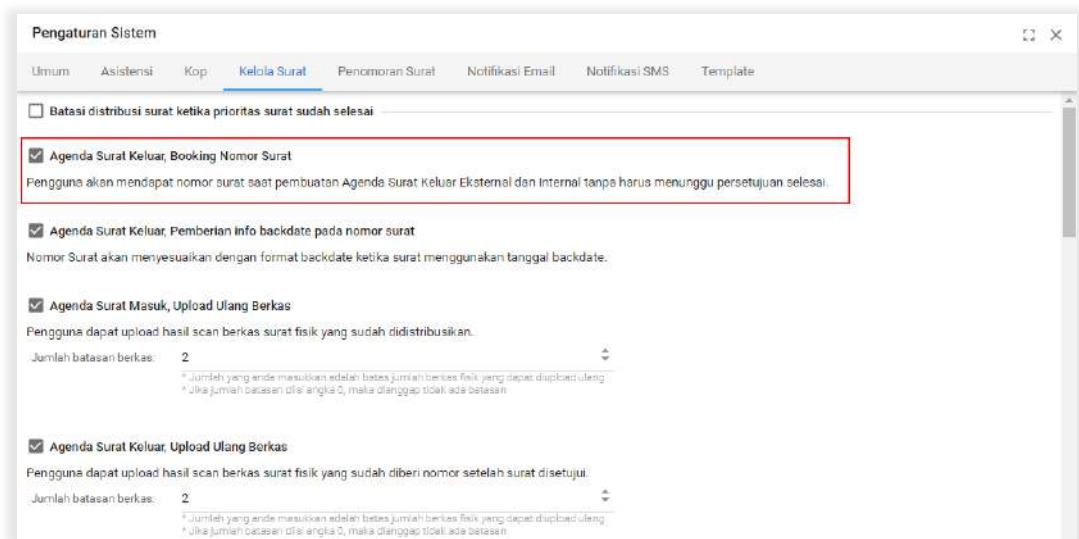 Pengaturan Sistem
Umum Asistensi Kop Kelola Surat Penomoran Surat Notifikasi Email Notifikasi SMS Template
Batasi distribusi surat ketika prioritas surat sudah selesai
Agenda Surat Keluar, Booking Nomor Surat
Pengguna akan mendapat nomor surat saat pembuatan Agenda Surat Keluar Eksternal dan Internal tanpa harus menunggu persetujuan selesai.
Agenda Surat Keluar, Pemberian info backdate pada nomor surat
Nomor Surat akan menyesuaikan dengan format backdate ketika surat menggunakan tanggal backdate.
Agenda Surat Masuk, Upload Ulang Berkas
Pengguna dapat upload hasil scan berkas surat fisik yang sudah didistribusikan.
Jumlah batasan berkas: 2
* Jumlah yang anda masukkan adalah batas jumlah berkas fisik yang dapat diupload ulang
* Jika jumlah batasan diisi angka 0, maka dianggap tidak ada batasan
Agenda Surat Keluar, Upload Ulang Berkas
Pengguna dapat upload hasil scan berkas surat fisik yang sudah diberi nomor setelah surat disetujui.
Jumlah batasan berkas: 2
* Jumlah yang anda masukkan adalah batas jumlah berkas fisik yang dapat diupload ulang
* Jika jumlah batasan diisi angka 0, maka dianggap tidak ada batasan